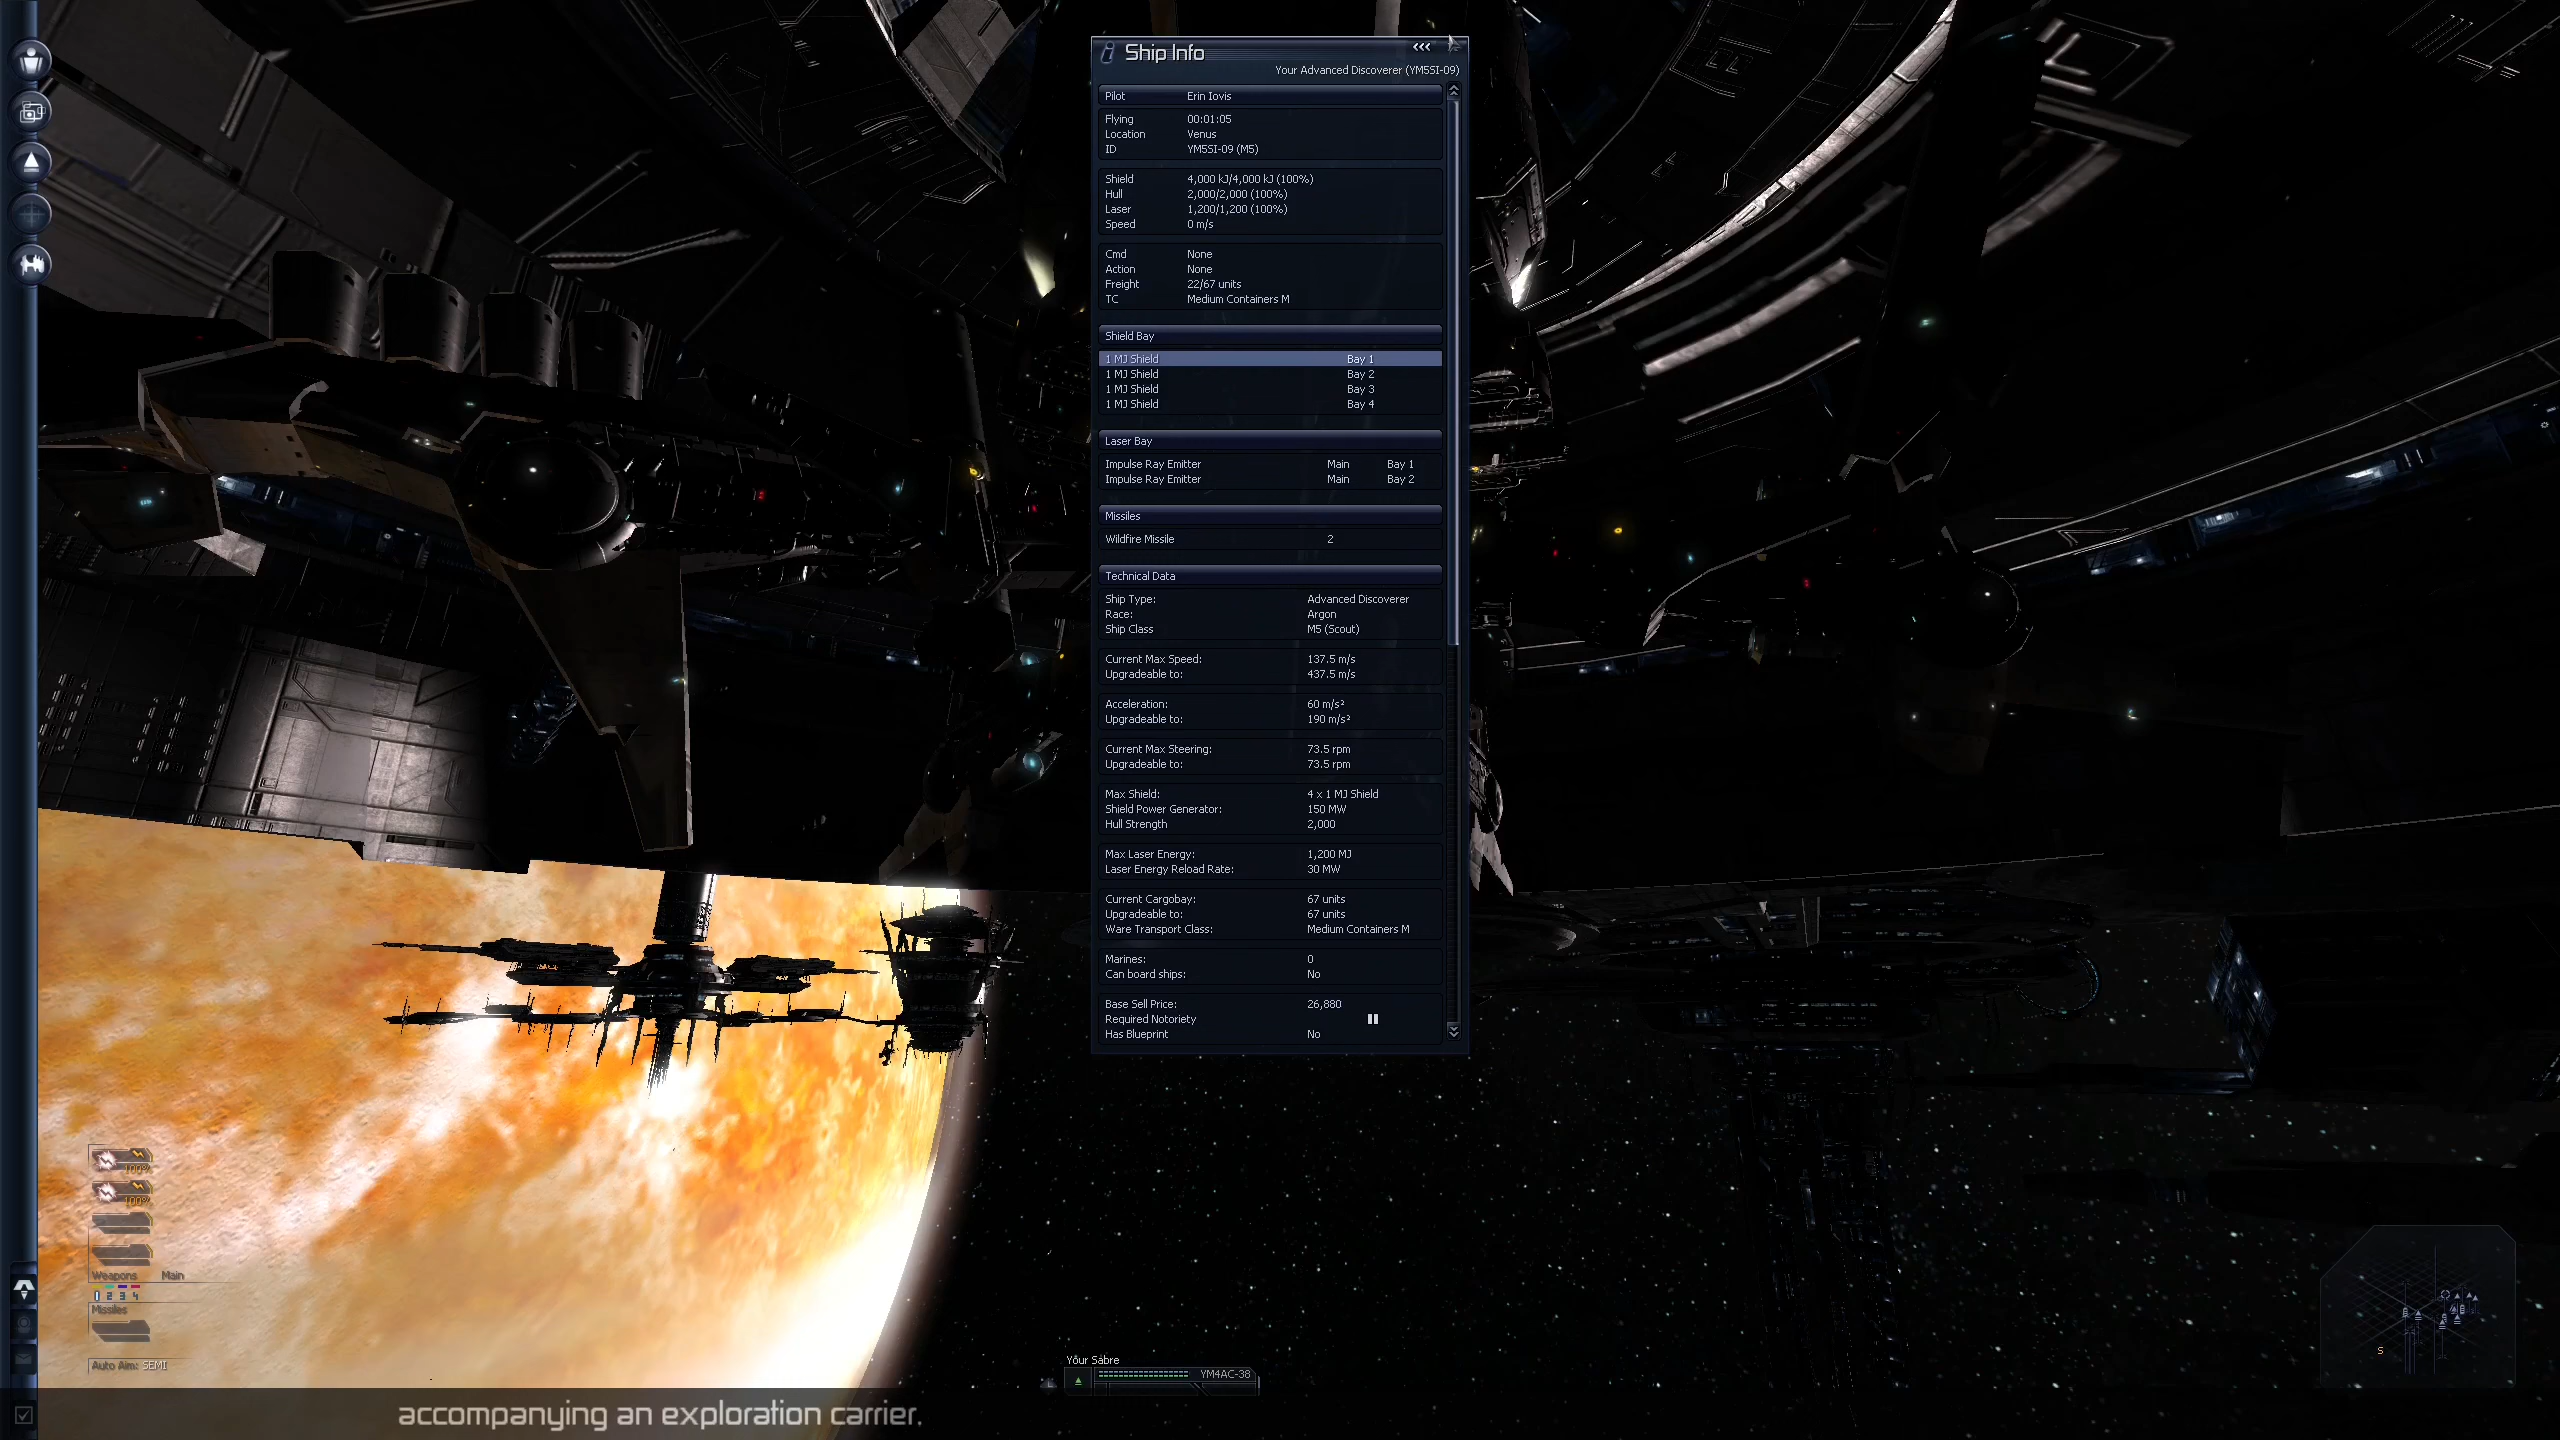 Ship Info
Your Advanced Discoverer (YM5SI-09)
Pilot Erin Iovis
Flying 00:01:05
Location Venus
ID YM5SI-09 (M5)
Shield 4,000 kJ/4,000 kJ (100%)
Hull 2,000/2,000 (100%)
Laser 1,200/1,200 (100%)
Speed 0 m/s
Cmd None
Action None
Freight 22/67 units
TC Medium Containers M
Shield Bay
1 MJ Shield Bay 1
1 MJ Shield Bay 2
1 MJ Shield Bay 3
1 MJ Shield Bay 4
Laser Bay
Impulse Ray Emitter Main Bay 1
Impulse Ray Emitter Main Bay 2
Missiles
Wildfire Missile 2
Technical Data
Ship Type: Advanced Discoverer
Race: Argon
Ship Class M5 (Scout)
Current Max Speed: 137.5 m/s
Upgradeable to: 437.5 m/s
Acceleration: 60 m/s²
Upgradeable to: 190 m/s²
Current Max Steering: 73.5 rpm
Upgradeable to: 73.5 rpm
Max Shield: 4 x 1 MJ Shield
Shield Power Generator: 150 MW
Hull Strength 2,000
Max Laser Energy: 1,200 MJ
Laser Energy Reload Rate: 30 MW
Current Cargobay: 67 units
Upgradeable to: 67 units
Ware Transport Class: Medium Containers M
Marines: 0
Can board ships: No
Base Sell Price: 26,880
Required Notoriety
Has Blueprint No
100%
100%
Weapons Main
1 2 3 4
Missiles
Auto Aim: SEMI
Your Sabre
YM4AC-38
S
accompanying an exploration carrier.